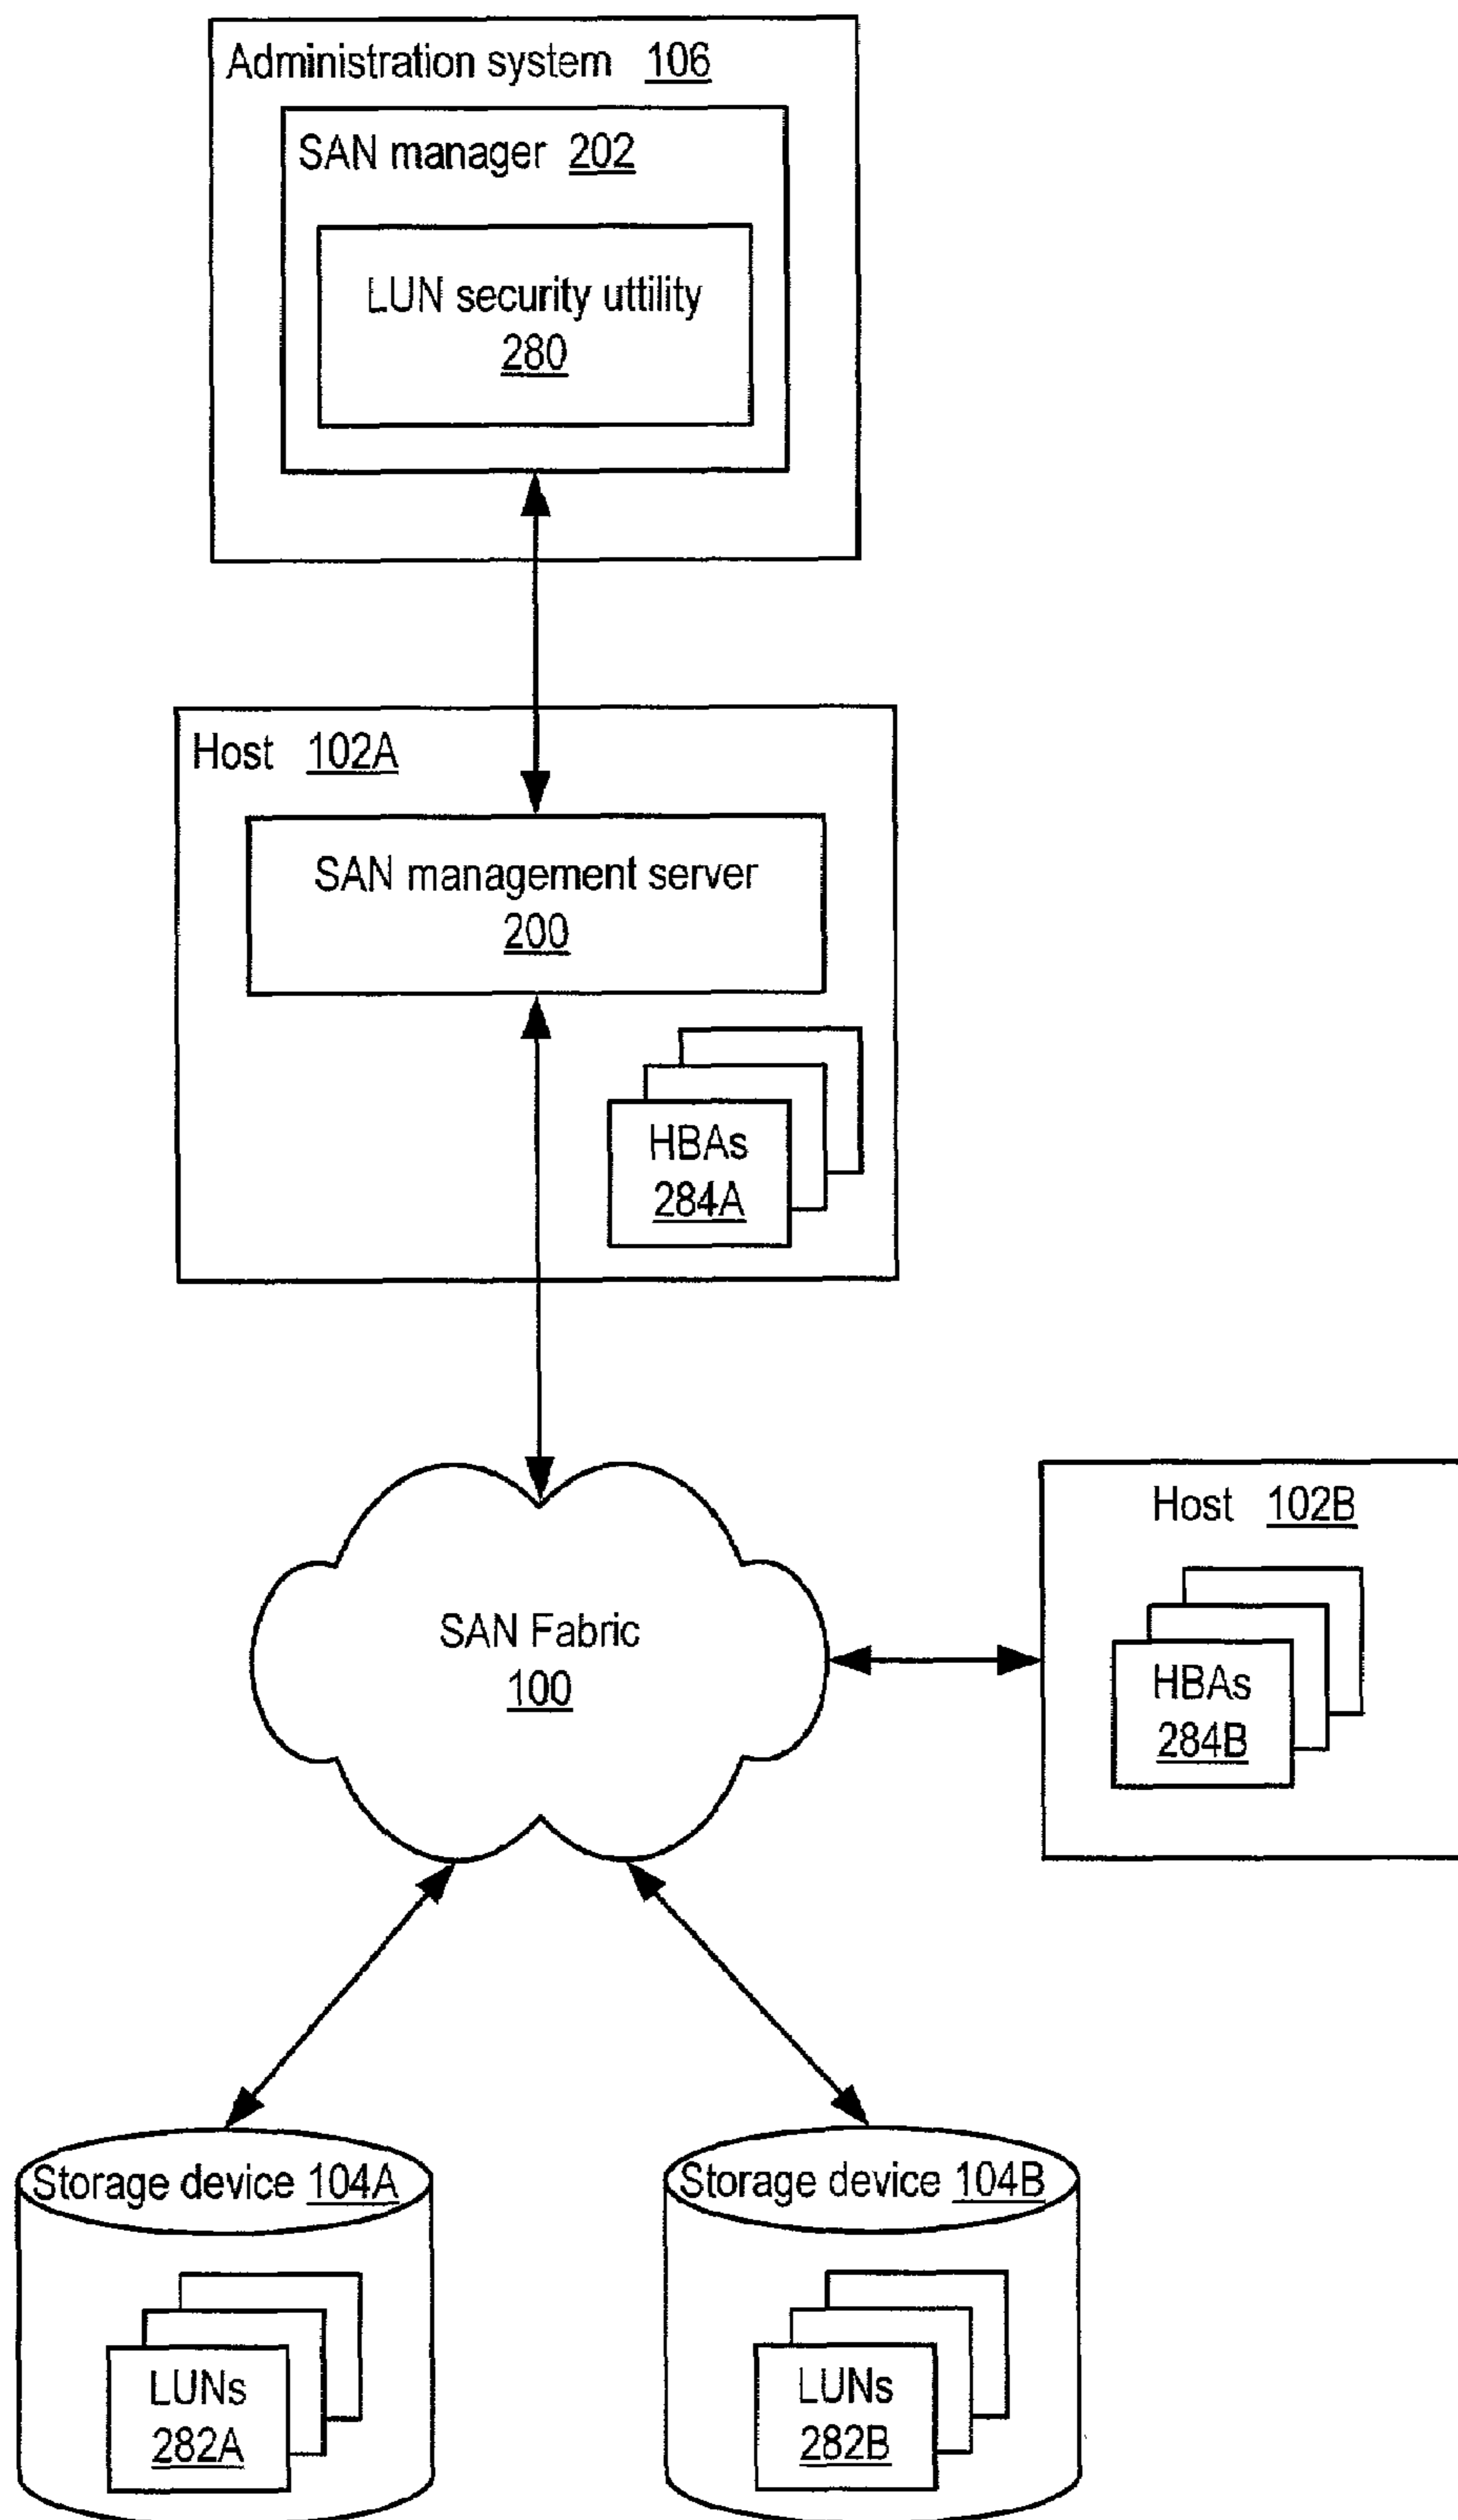 Administration system 106
SAN manager 202
LUN security uttility
280
Host 102A
SAN management server
200
HBAs
284A
SAN Fabric
100
Host 102B
HBAs
284B
Storage device 104A
LUNs
282A
Storage device 104B
LUNs
282B